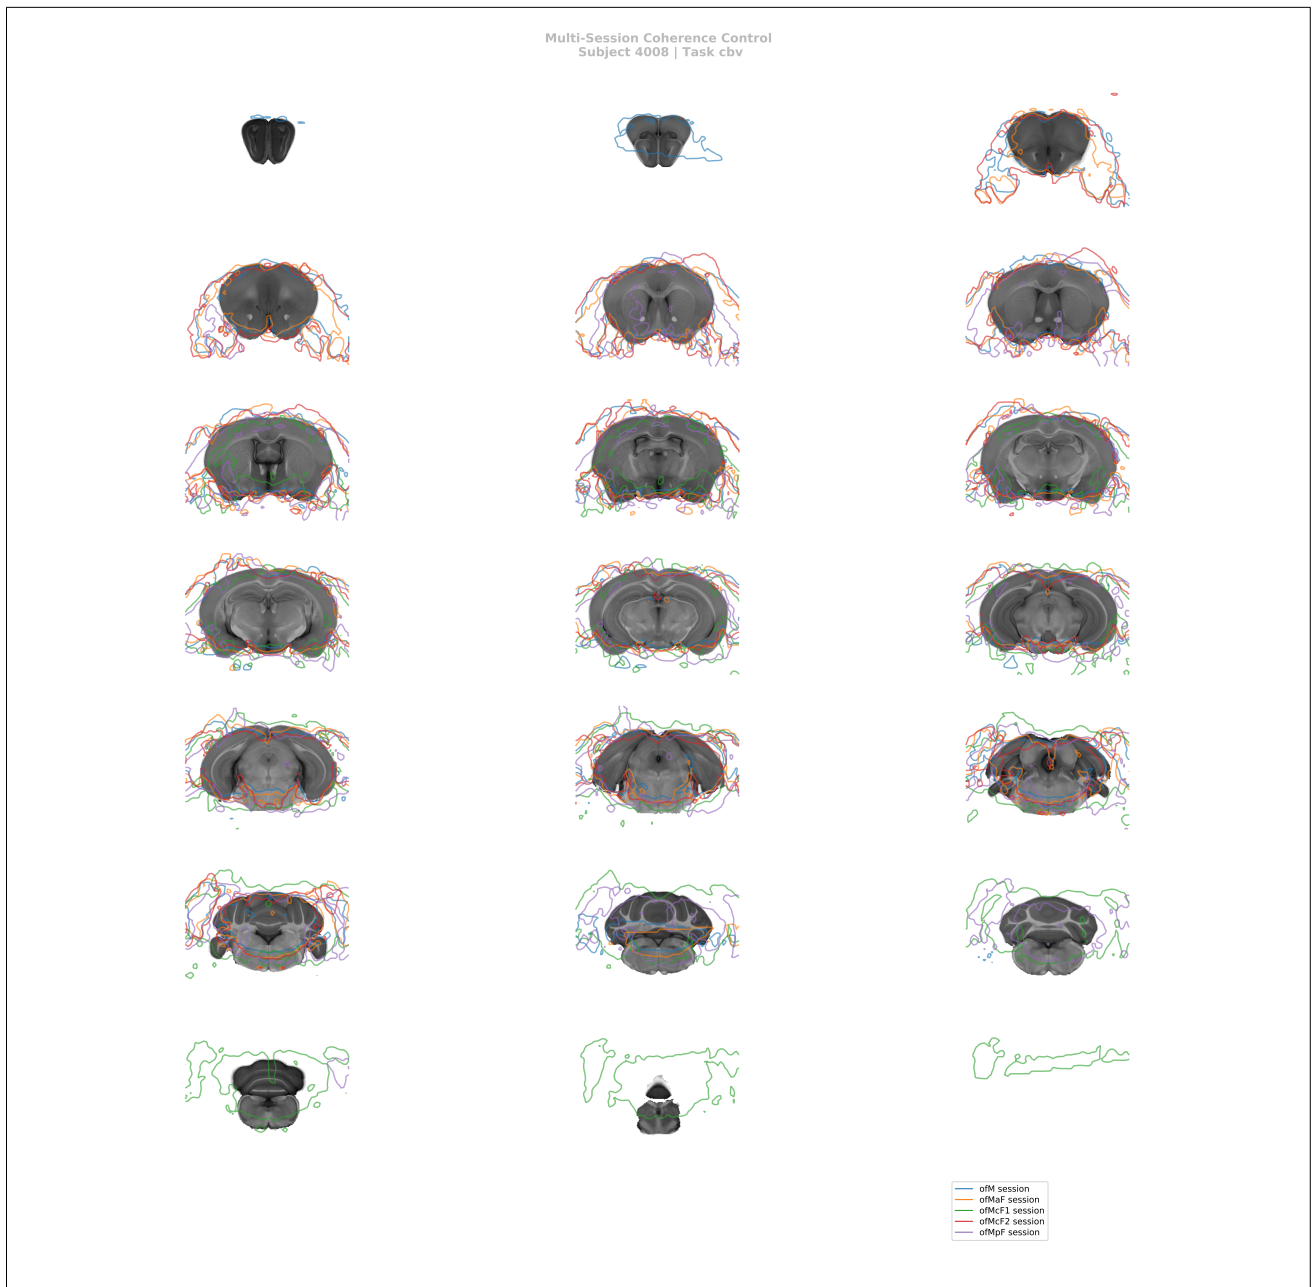 Multi-Session Coherence Control
Subject 4008 | Task cbv
ofM session
ofMaF session
ofMcF1 session
ofMcF2 session
ofMpF session